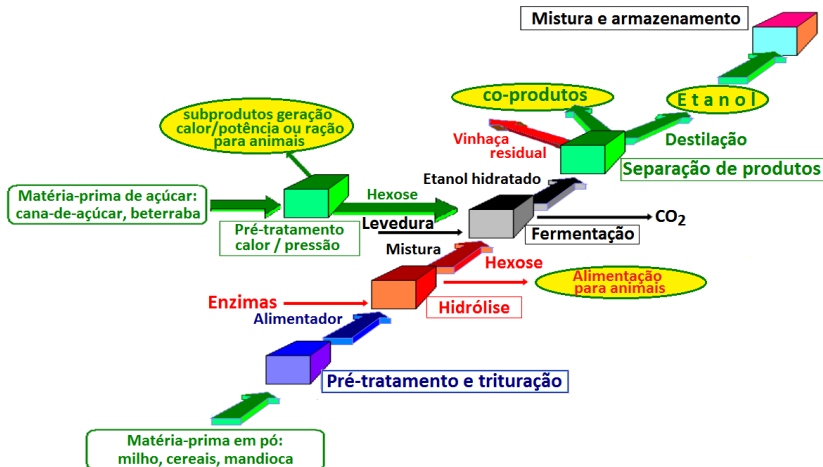 Mistura e armazenamento
co-produtos
E t a n o l
subprodutos geração
calor/potência ou ração
para animais
Vinhaça
residual
Destilação
Separação de produtos
Etanol hidratado
Matéria-prima de açúcar:
cana-de-açúcar, beterraba
Hexose
Pré-tratamento
calor / pressão
Levedura
Mistura
Fermentação
CO2
Hexose
Alimentação
para animais
Enzimas
Hidrólise
Alimentador
Pré-tratamento e trituração
Matéria-prima em pó:
milho, cereais, mandioca